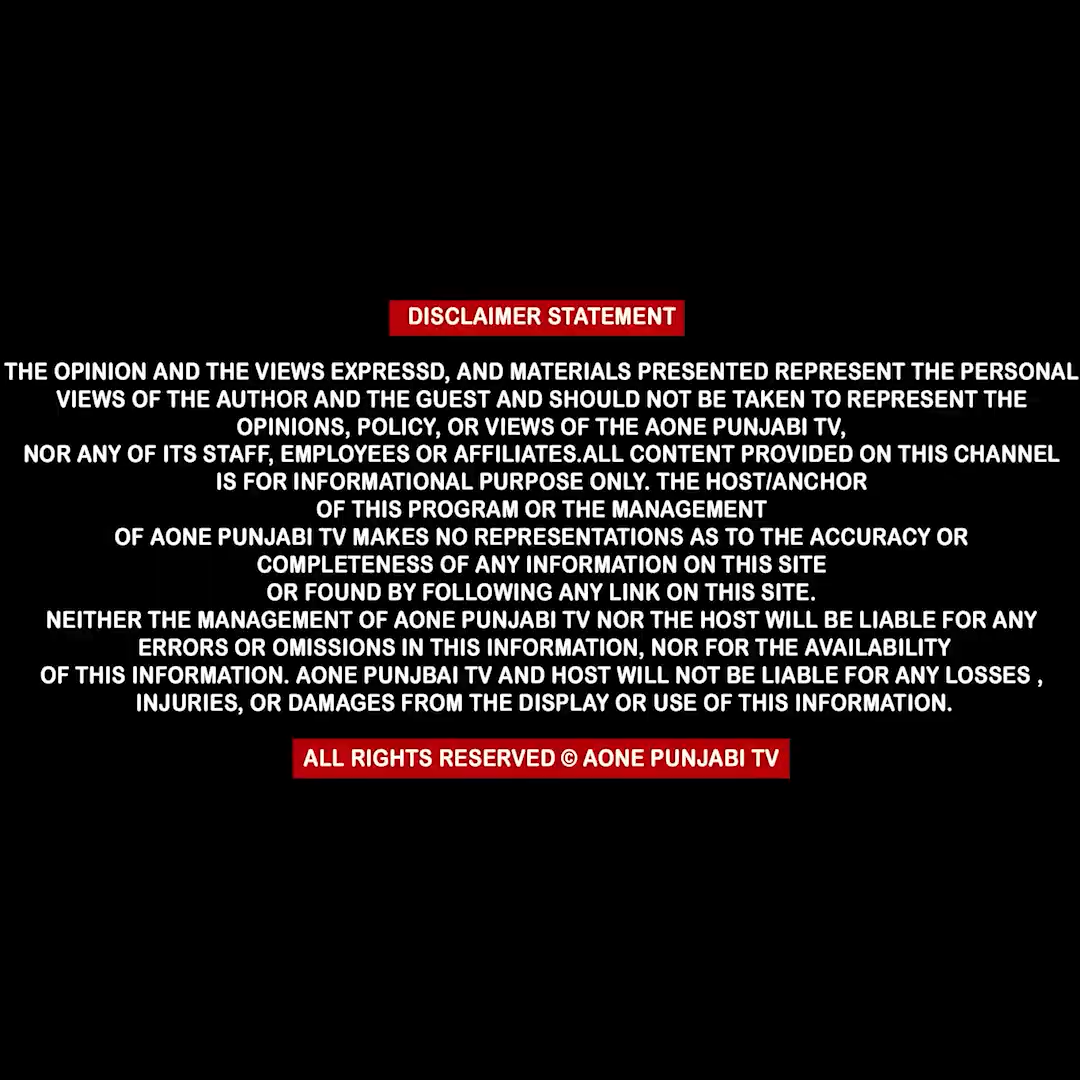 DISCLAIMER STATEMENT
THE OPINION AND THE VIEWS EXPRESSD, AND MATERIALS PRESENTED REPRESENT THE PERSONAL
VIEWS OF THE AUTHOR AND THE GUEST AND SHOULD NOT BE TAKEN TO REPRESENT THE
OPINIONS, POLICY, OR VIEWS OF THE AONE PUNJABI TV,
NOR ANY OF ITS STAFF, EMPLOYEES OR AFFILIATES.ALL CONTENT PROVIDED ON THIS CHANNEL
IS FOR INFORMATIONAL PURPOSE ONLY. THE HOST/ANCHOR
OF THIS PROGRAM OR THE MANAGEMENT
OF AONE PUNJABI TV MAKES NO REPRESENTATIONS AS TO THE ACCURACY OR
COMPLETENESS OF ANY INFORMATION ON THIS SITE
OR FOUND BY FOLLOWING ANY LINK ON THIS SITE.
NEITHER THE MANAGEMENT OF AONE PUNJABI TV NOR THE HOST WILL BE LIABLE FOR ANY
ERRORS OR OMISSIONS IN THIS INFORMATION, NOR FOR THE AVAILABILITY
OF THIS INFORMATION. AONE PUNJBAI TV AND HOST WILL NOT BE LIABLE FOR ANY LOSSES ,
INJURIES, OR DAMAGES FROM THE DISPLAY OR USE OF THIS INFORMATION.
ALL RIGHTS RESERVED © AONE PUNJABI TV